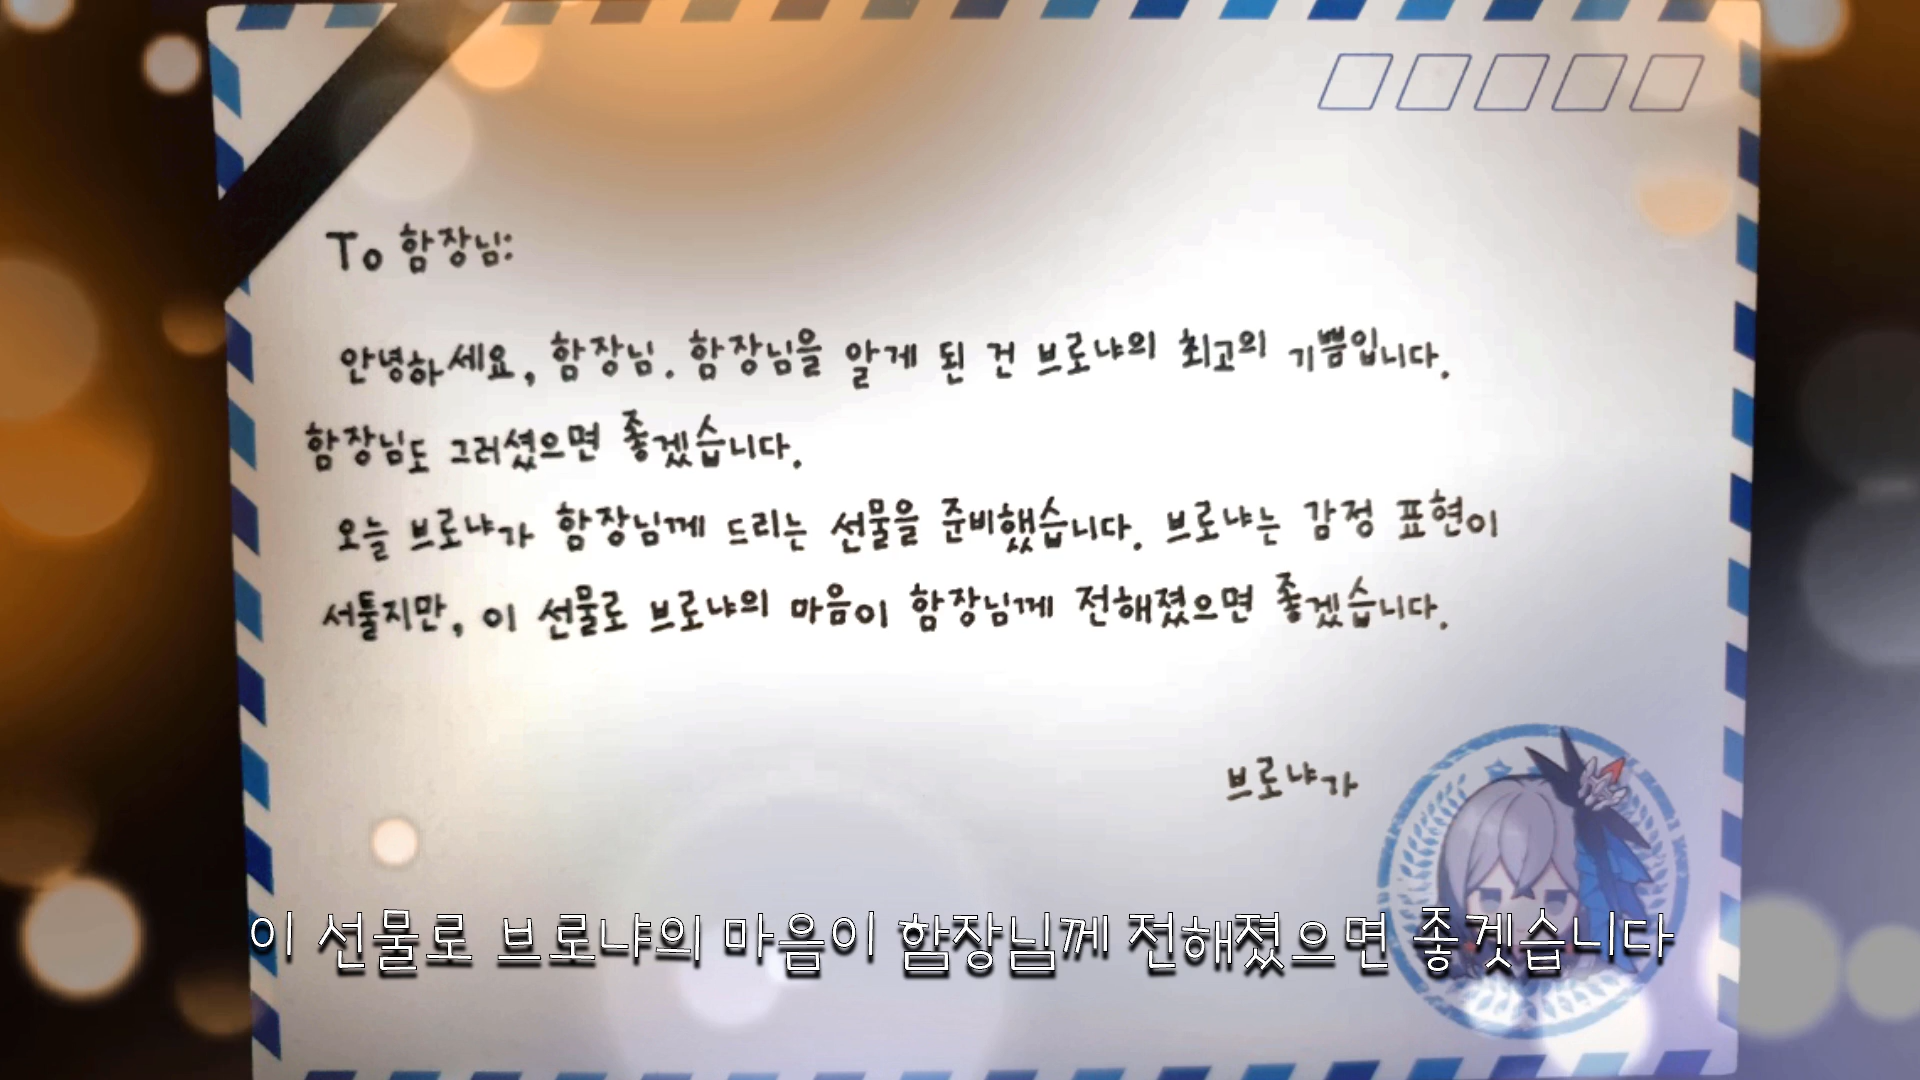 To 함장님:
안녕하세요, 함장님. 함장님을 알게 된 건 브로냐의 최고의 기쁨입니다.
함장님도 그러셨으면 좋겠습니다.
오늘 브로냐가 함장님께 드리는 선물을 준비했습니다. 브로냐는 감정 표현이
서툴지만, 이 선물로 브로냐의 마음이 함장님께 전해졌으면 좋겠습니다.
브로냐가
이 선물로 브로냐의 마음이 함장님께 전해졌으면 좋겟습니다